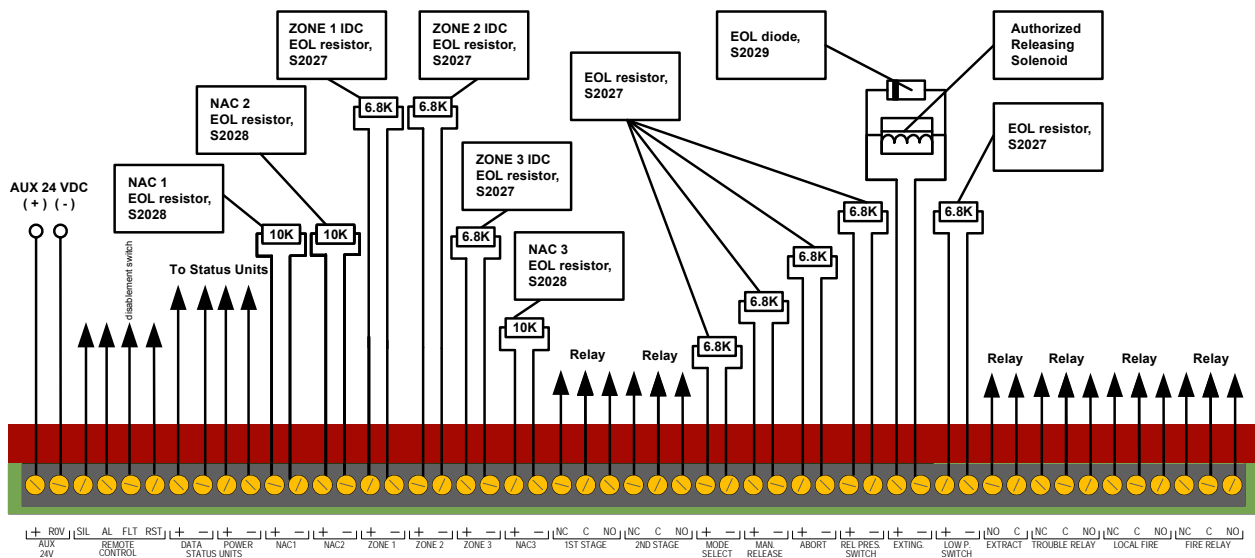 ZONE 1 IDC
EOL resistor,
S2027
ZONE 2 IDC
EOL resistor,
S2027
EOL diode,
S2029
Authorized
Releasing
Solenoid
NAC 2
EOL resistor,
S2028
EOL resistor,
S2027
EOL resistor,
S2027
6.8K
6.8K
NAC 1
EOL resistor,
S2028
ZONE 3 IDC
EOL resistor,
S2027
AUX 24 VDC
( + ) ( - )
10K
10K
6.8K
6.8K
6.8K
NAC 3
EOL resistor,
S2028
6.8K
disablement switch
To Status Units
10K
6.8K
6.8K
Relay
Relay
Relay
Relay
Relay
Relay
+ R0V SIL AL FLT RST + − + − + − + − + − + − + − + − NC C NO NC C NO + − + − + − + − + − + − NO C NC C NO NC C NO NC C NO
AUX 24V
REMOTE CONTROL
DATA POWER
STATUS UNITS
NAC1
NAC2
ZONE 1
ZONE 2
ZONE 3
NAC3
1ST STAGE
2ND STAGE
MODE SELECT
MAN. RELEASE
ABORT
REL PRES. SWITCH
EXTING.
LOW P. SWITCH
EXTRACT
TROUBLE RELAY
LOCAL FIRE
FIRE RELAY